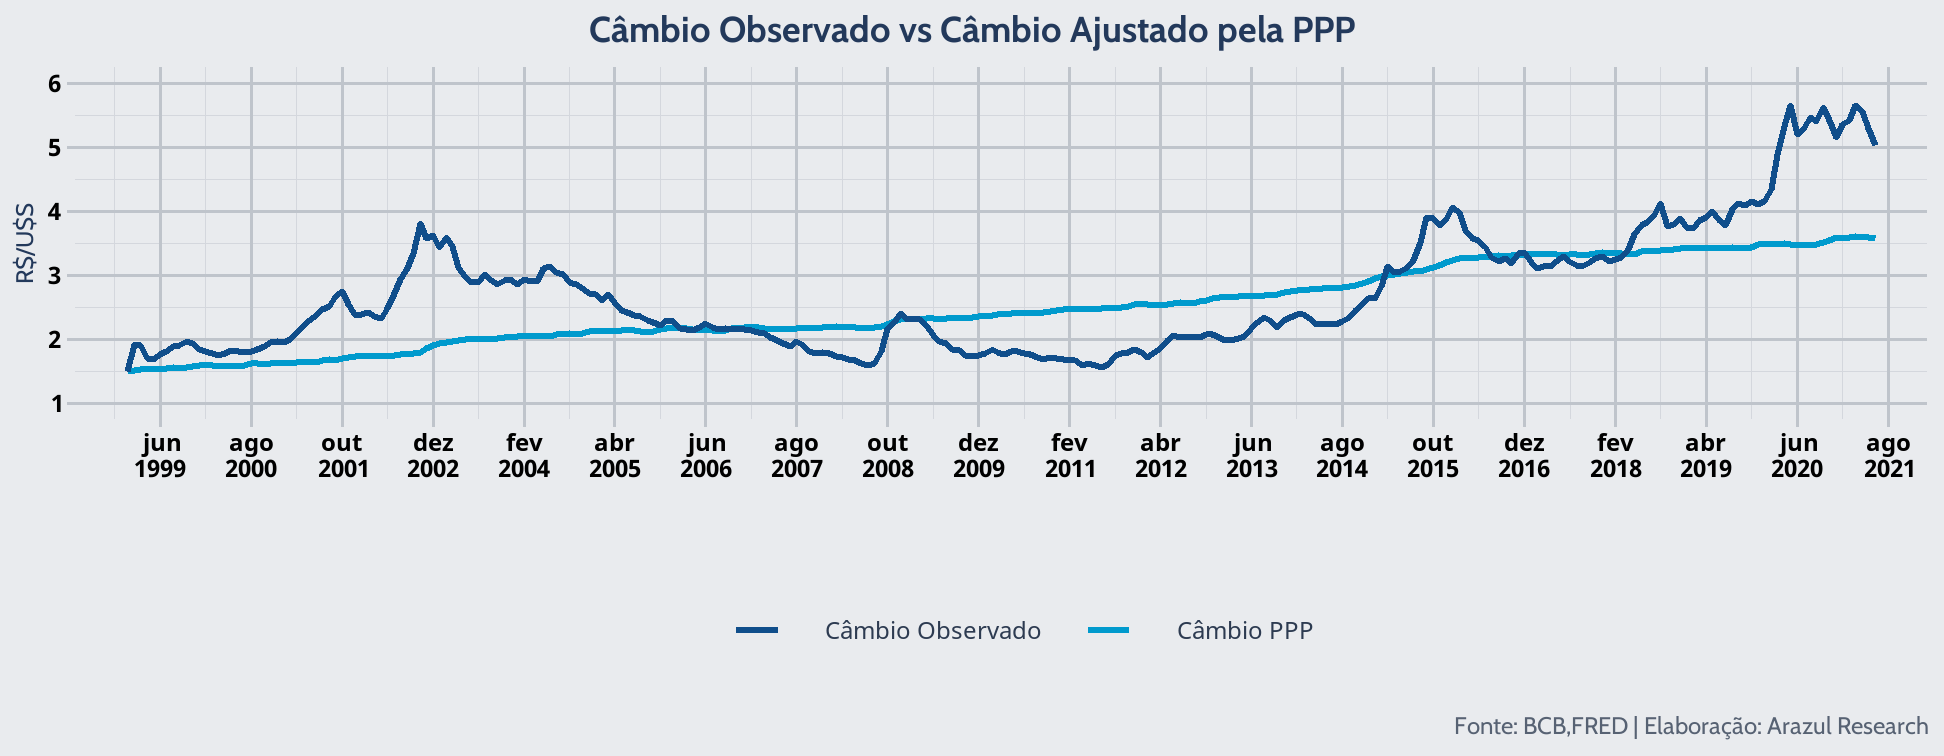 Câmbio Observado vs Câmbio Ajustado pela PPP
R$/U$S
6
5
4
3
2
1
jun ago out dez fev abr jun ago out dez fev abr jun ago out dez fev abr jun ago
1999 2000 2001 2002 2004 2005 2006 2007 2008 2009 2011 2012 2013 2014 2015 2016 2018 2019 2020 2021
Câmbio Observado Câmbio PPP
Fonte: BCB,FRED | Elaboração: Arazul Research